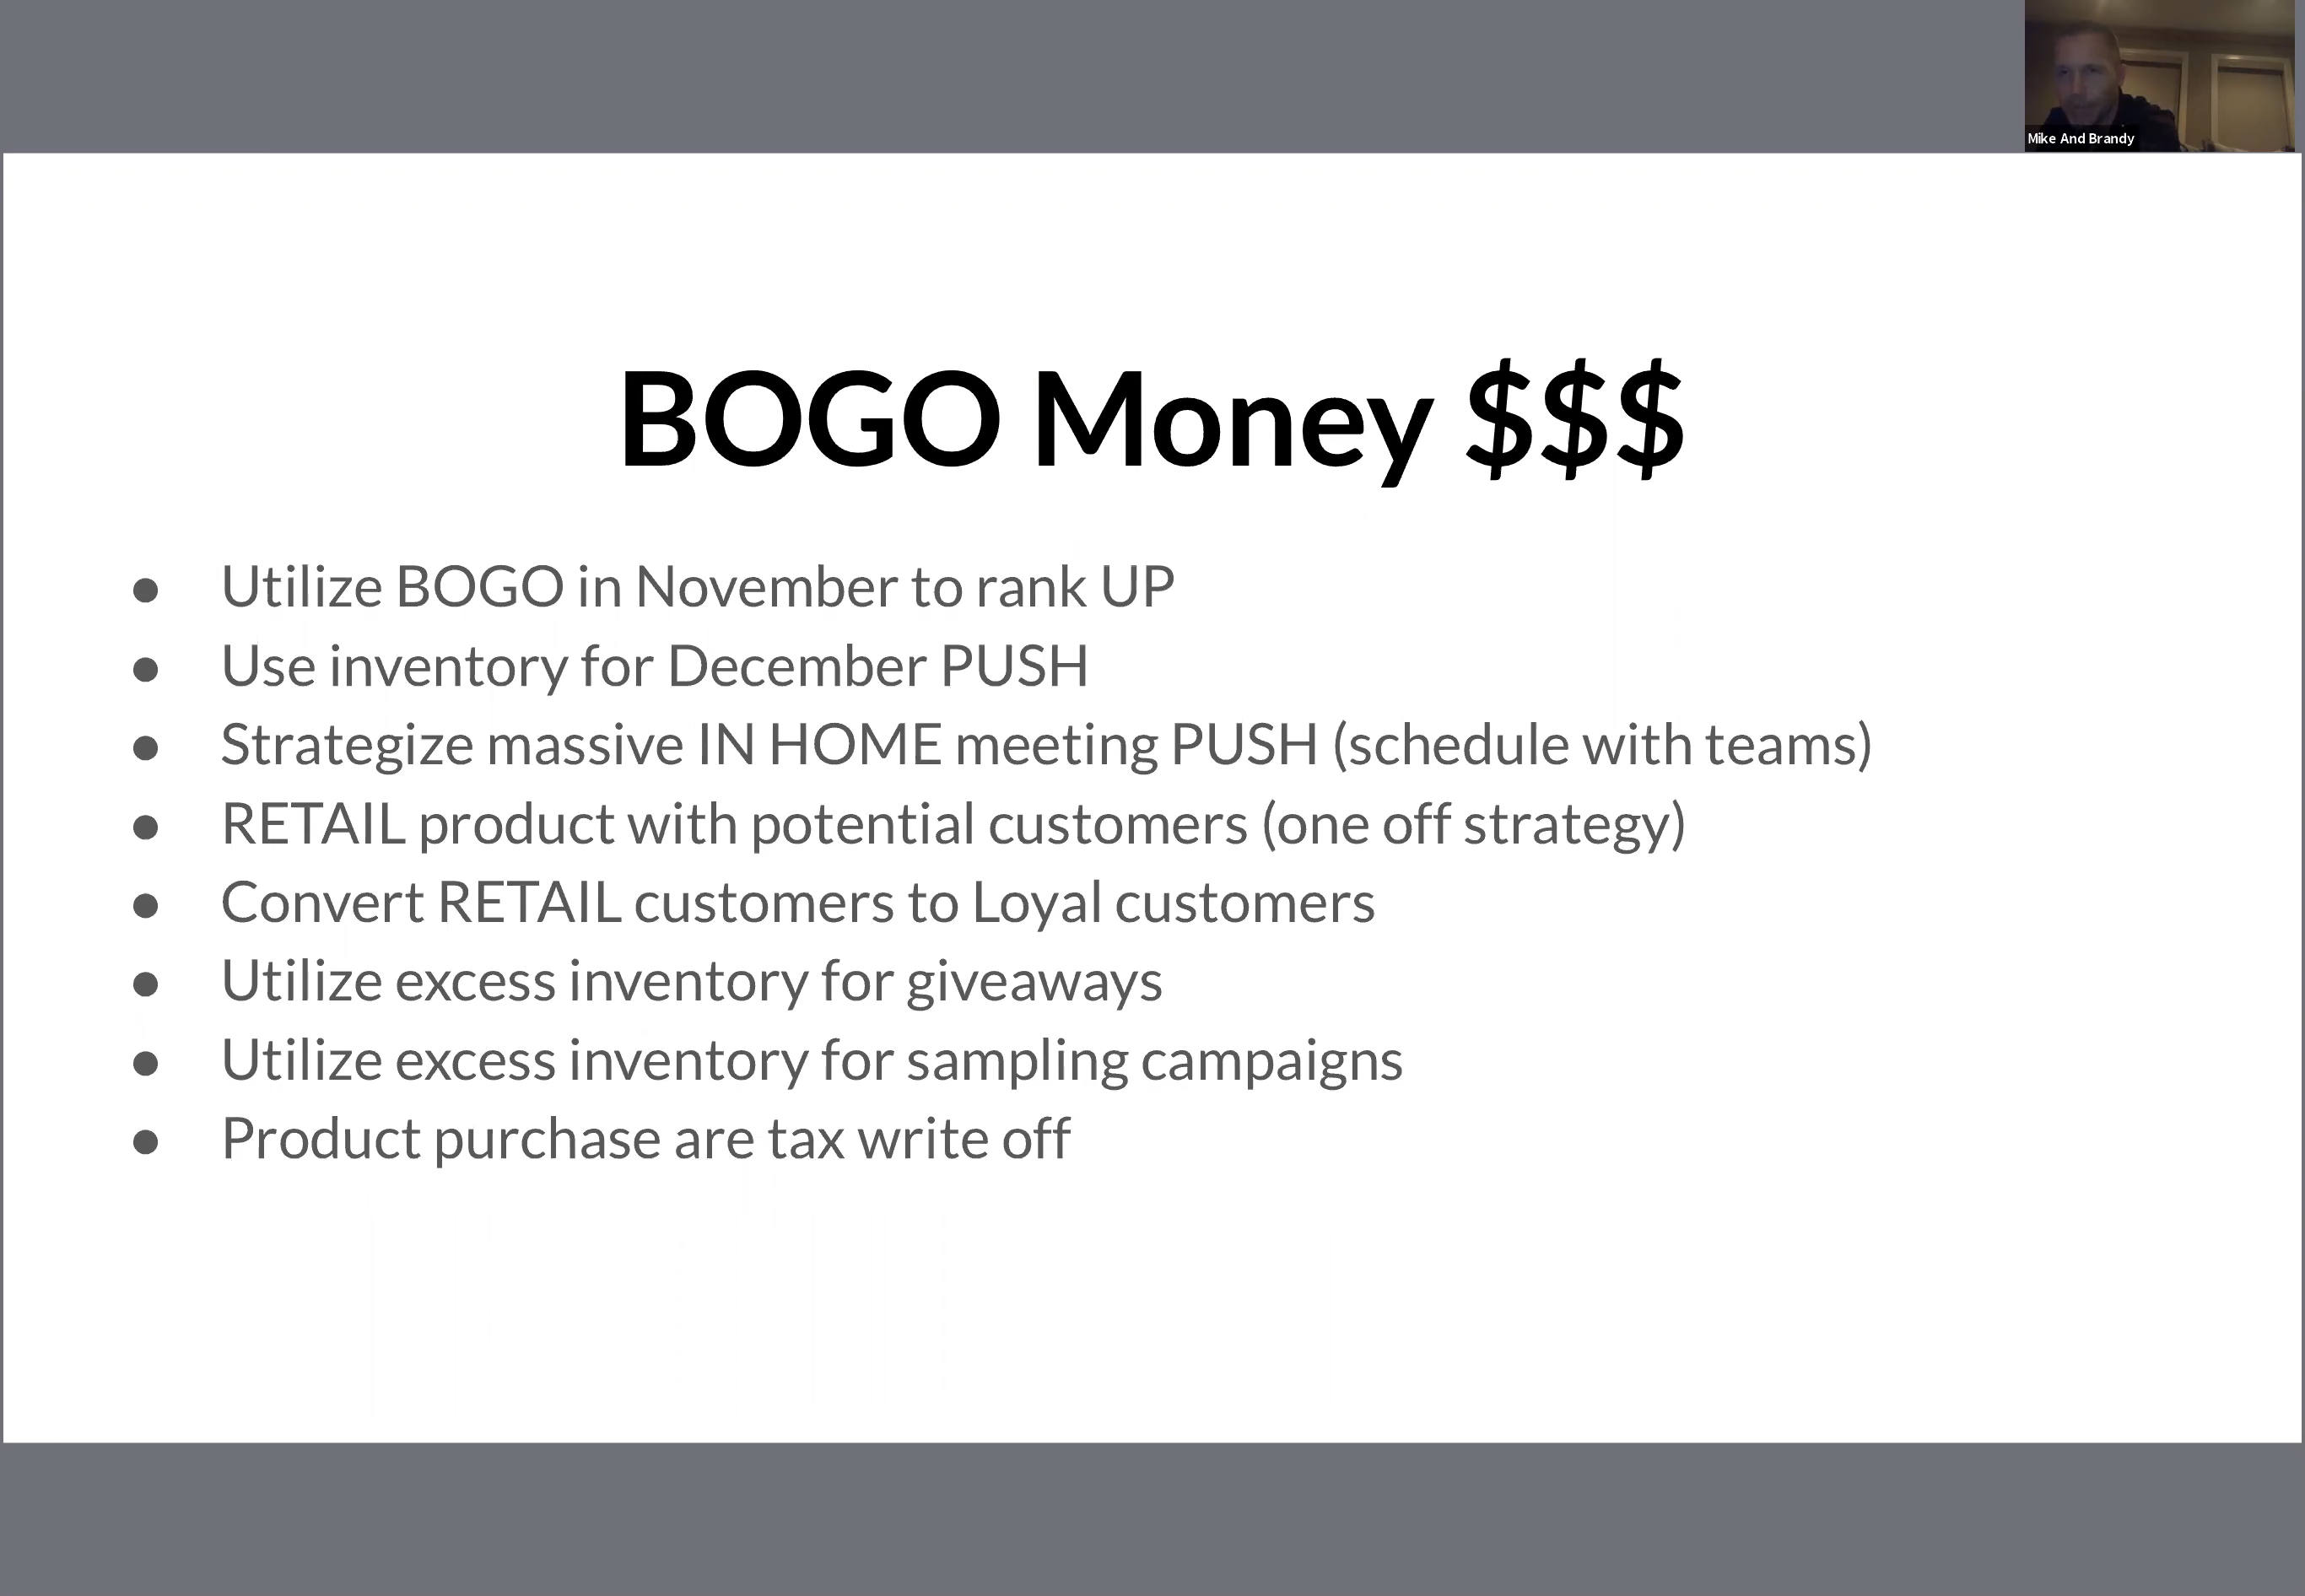 Mike And Brandy
BOGO Money $$$
● Utilize BOGO in November to rank UP
● Use inventory for December PUSH
● Strategize massive IN HOME meeting PUSH (schedule with teams)
● RETAIL product with potential customers (one off strategy)
● Convert RETAIL customers to Loyal customers
● Utilize excess inventory for giveaways
● Utilize excess inventory for sampling campaigns
● Product purchase are tax write off